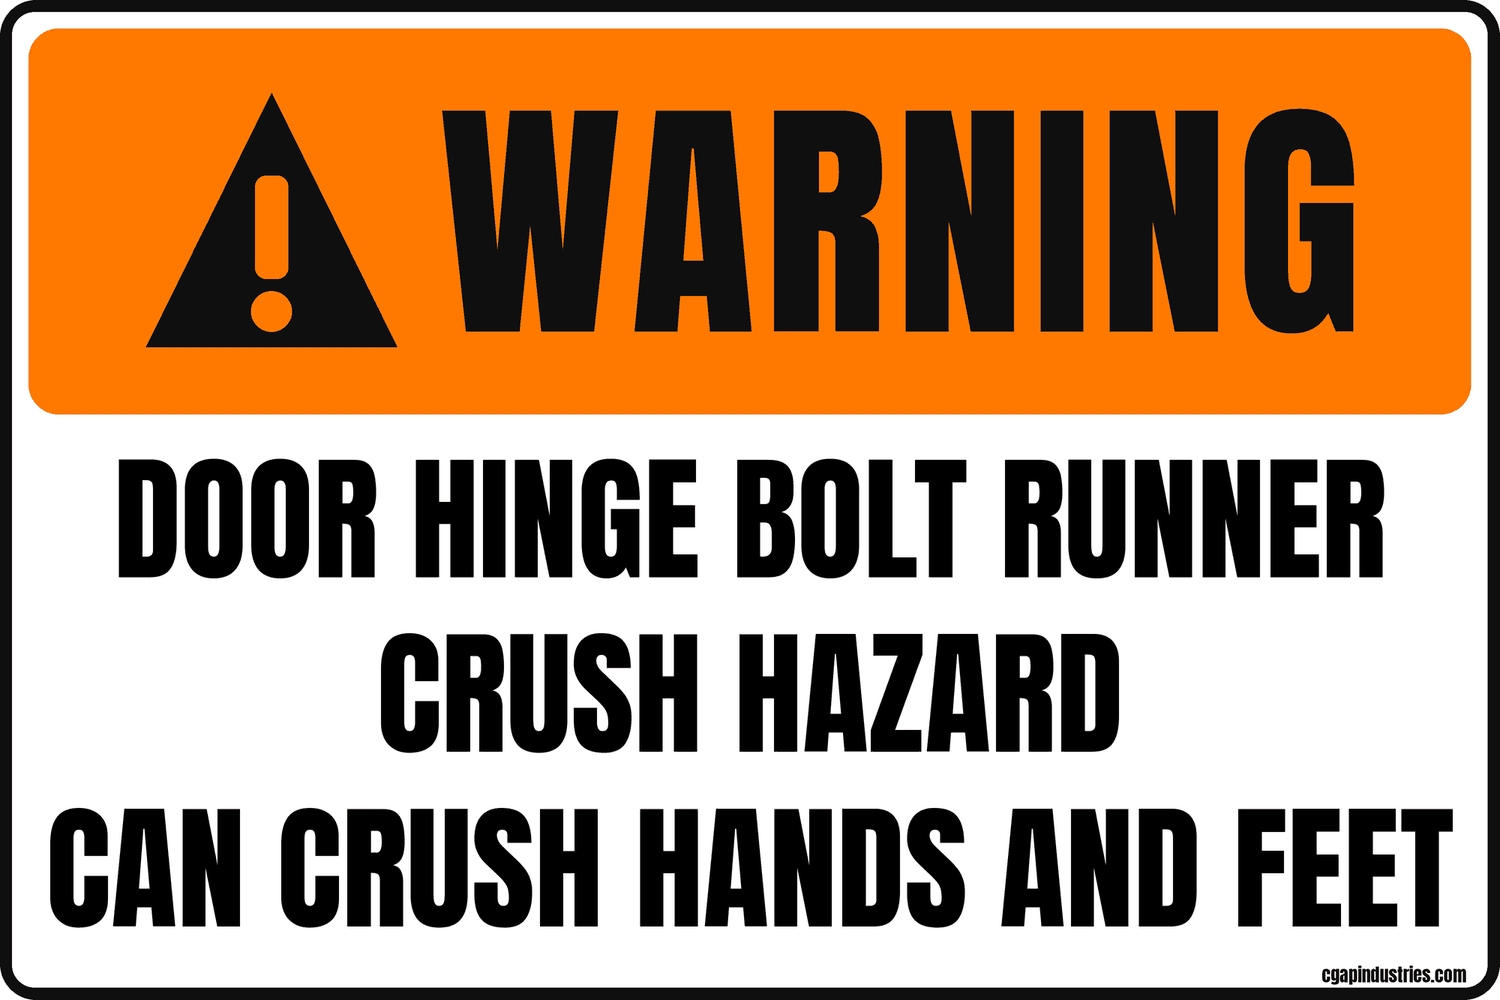 WARNING
DOOR HINGE BOLT RUNNER
CRUSH HAZARD
CAN CRUSH HANDS AND FEET
cgapindustries.com